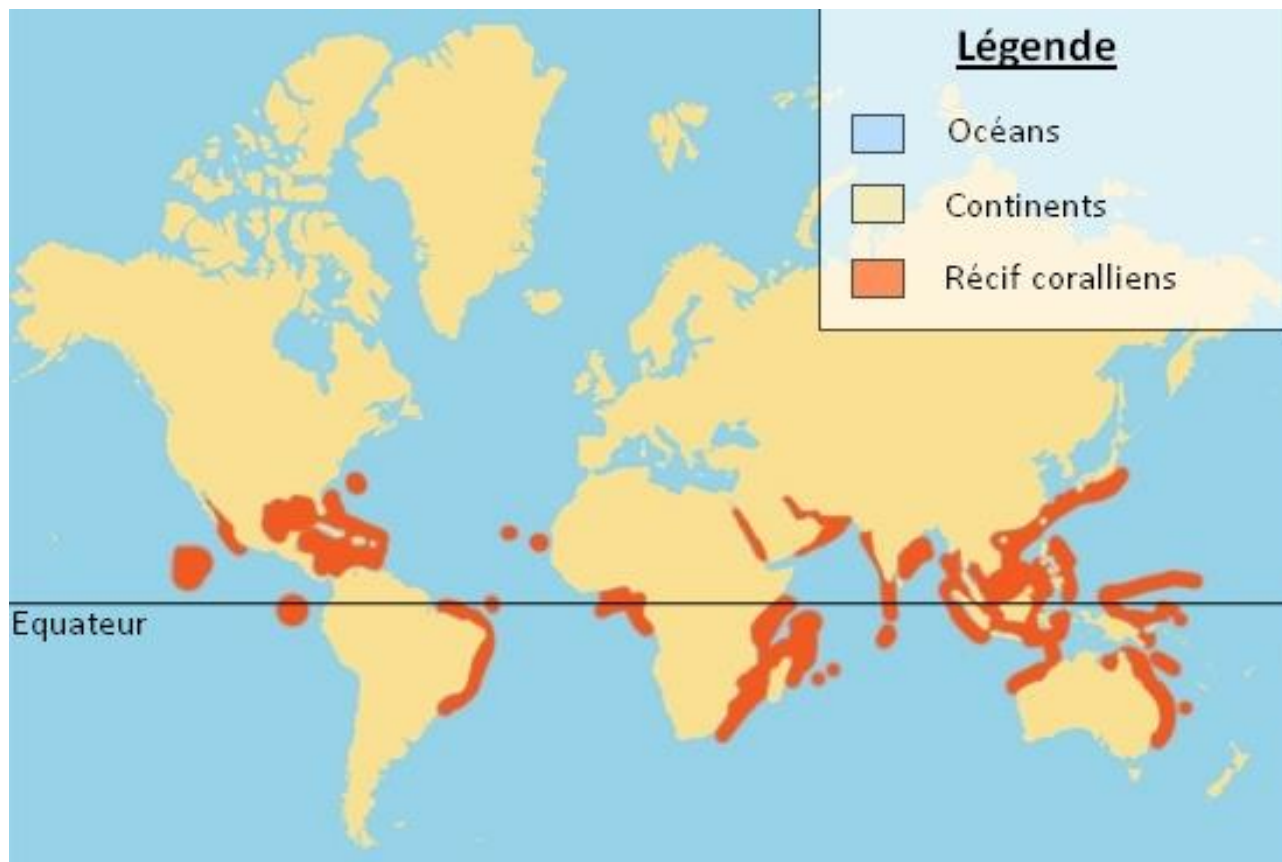 Légende
Océans
Continents
Récif coralliens
Equateur